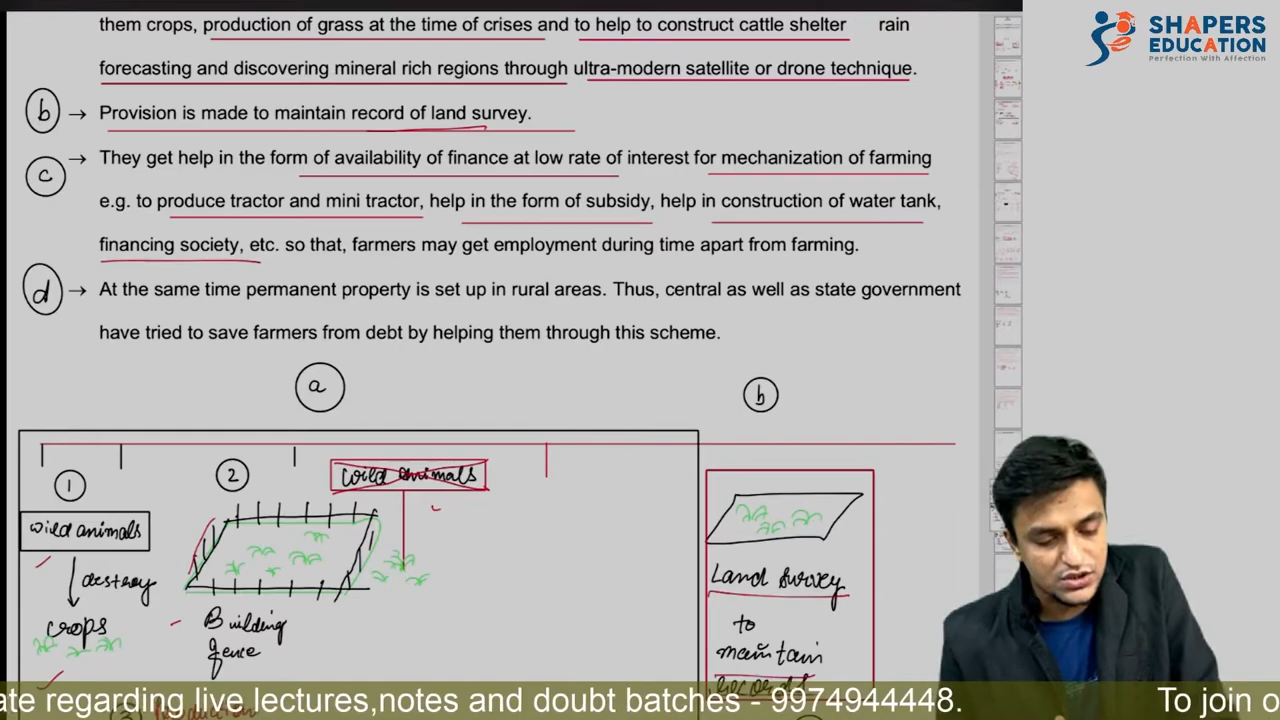 them crops, production of grass at the time of crises and to help to construct cattle shelter rain
forecasting and discovering mineral rich regions through ultra-modern satellite or drone technique.
b → Provision is made to maintain record of land survey.
c → They get help in the form of availability of finance at low rate of interest for mechanization of farming
e.g. to produce tractor and mini tractor, help in the form of subsidy, help in construction of water tank,
financing society, etc. so that, farmers may get employment during time apart from farming.
d → At the same time permanent property is set up in rural areas. Thus, central as well as state government
have tried to save farmers from debt by helping them through this scheme.
SHAPERS
EDUCATION
Perfection With Affection
a
b
1
wild animals
destroy
crops
2
wild animals
Building
fence
Land survey
to
maintain
records
ate regarding live lectures,notes and doubt batches - 9974944448. To join o